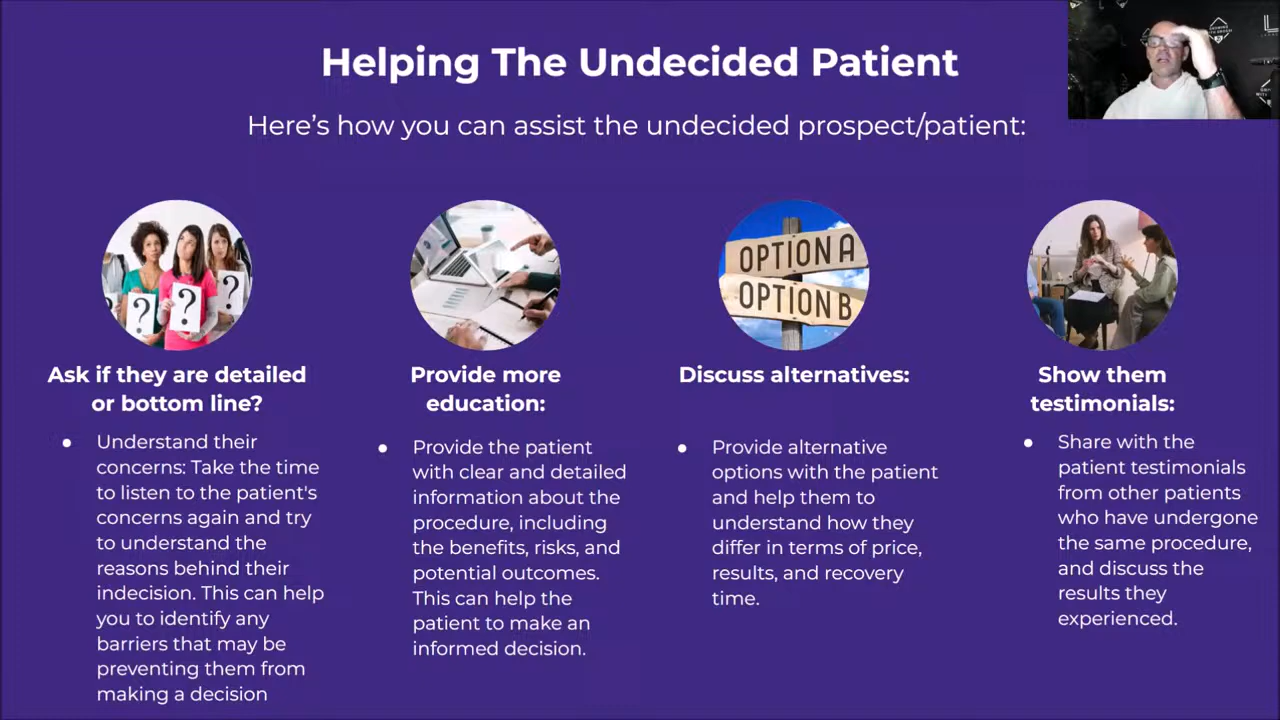 Helping The Undecided Patient
Here's how you can assist the undecided prospect/patient:
?
?
?
OPTION A
OPTION B
Ask if they are detailed
or bottom line?
● Understand their
concerns: Take the time
to listen to the patient's
concerns again and try
to understand the
reasons behind their
indecision. This can help
you to identify any
barriers that may be
preventing them from
making a decision
Provide more
education:
● Provide the patient
with clear and detailed
information about the
procedure, including
the benefits, risks, and
potential outcomes.
This can help the
patient to make an
informed decision.
Discuss alternatives:
● Provide alternative
options with the patient
and help them to
understand how they
differ in terms of price,
results, and recovery
time.
Show them
testimonials:
● Share with the
patient testimonials
from other patients
who have undergone
the same procedure,
and discuss the
results they
experienced.